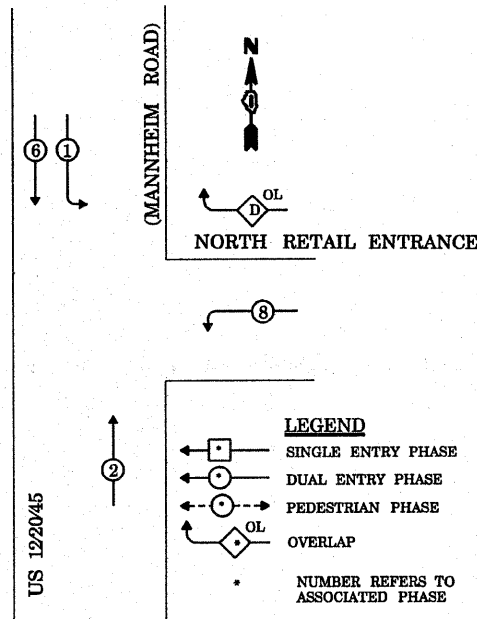 N
(MANNHEIM ROAD)
6
1
D
OL
NORTH RETAIL ENTRANCE
8
2
US 12/20/45
LEGEND
* SINGLE ENTRY PHASE
* DUAL ENTRY PHASE
* PEDESTRIAN PHASE
* OL OVERLAP
* NUMBER REFERS TO
ASSOCIATED PHASE